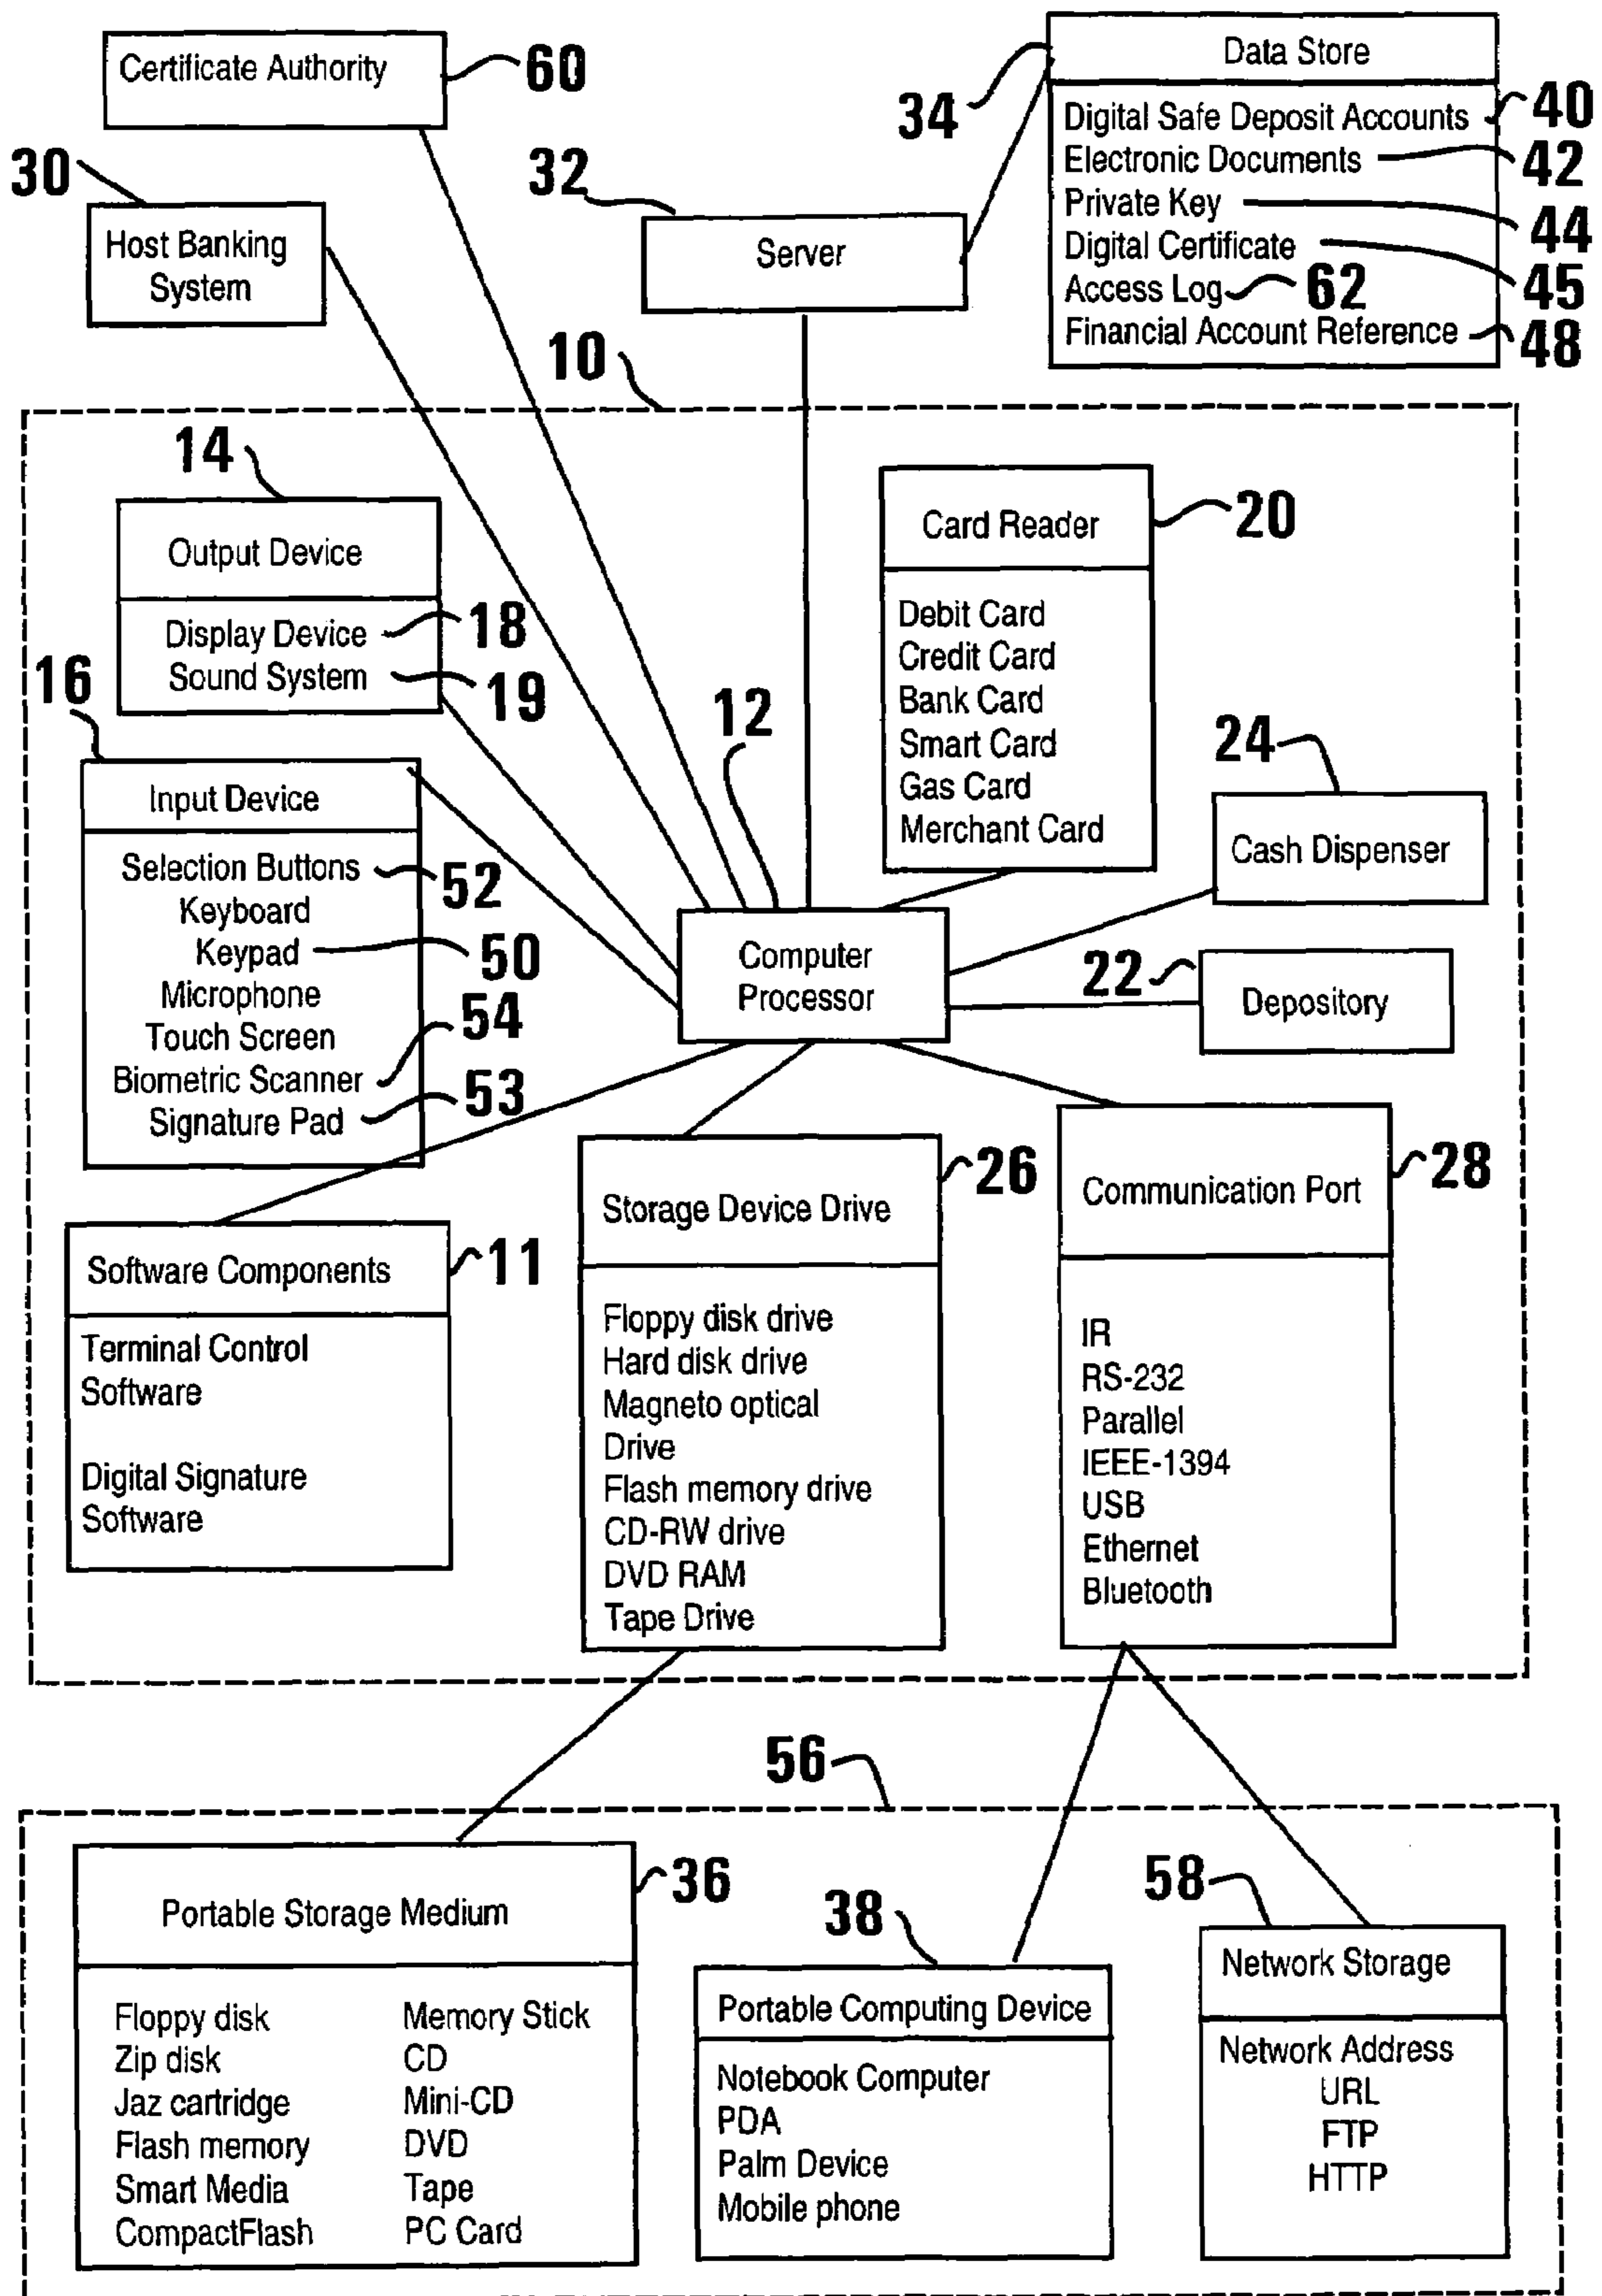 Certificate Authority
60
34
Data Store
Digital Safe Deposit Accounts
40
Electronic Documents
42
Private Key
44
Digital Certificate
45
Access Log
62
Financial Account Reference
48
30
Host Banking
System
32
Server
10
14
Output Device
Display Device
18
Sound System
19
Card Reader
20
Debit Card
Credit Card
Bank Card
Smart Card
Gas Card
Merchant Card
16
Input Device
Selection Buttons
52
Keyboard
Keypad
50
Microphone
Touch Screen
54
Biometric Scanner
Signature Pad
53
12
Computer
Processor
24
Cash Dispenser
22
Depository
Software Components
11
Terminal Control
Software
Digital Signature
Software
Storage Device Drive
26
Floppy disk drive
Hard disk drive
Magneto optical
Drive
Flash memory drive
CD-RW drive
DVD RAM
Tape Drive
Communication Port
28
IR
RS-232
Parallel
IEEE-1394
USB
Ethernet
Bluetooth
56
Portable Storage Medium
36
Floppy disk
Zip disk
Jaz cartridge
Flash memory
Smart Media
CompactFlash
Memory Stick
CD
Mini-CD
DVD
Tape
PC Card
38
Portable Computing Device
Notebook Computer
PDA
Palm Device
Mobile phone
58
Network Storage
Network Address
URL
FTP
HTTP